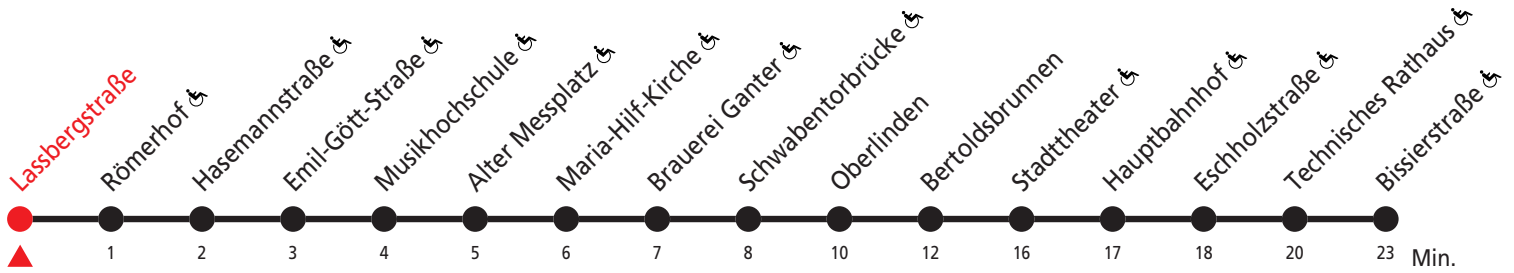 Lassbergstraße
Römerhof
Hasemannstraße
Emil-Gött-Straße
Musikhochschule
Alter Messplatz
Maria-Hilf-Kirche
Brauerei Ganter
Schwabentorbrücke
Oberlinden
Bertoldsbrunnen
Stadttheater
Hauptbahnhof
Eschholzstraße
Technisches Rathaus
Bissierstraße
1 2 3 4 5 6 7 8 10 12 16 17 18 20 23 Min.